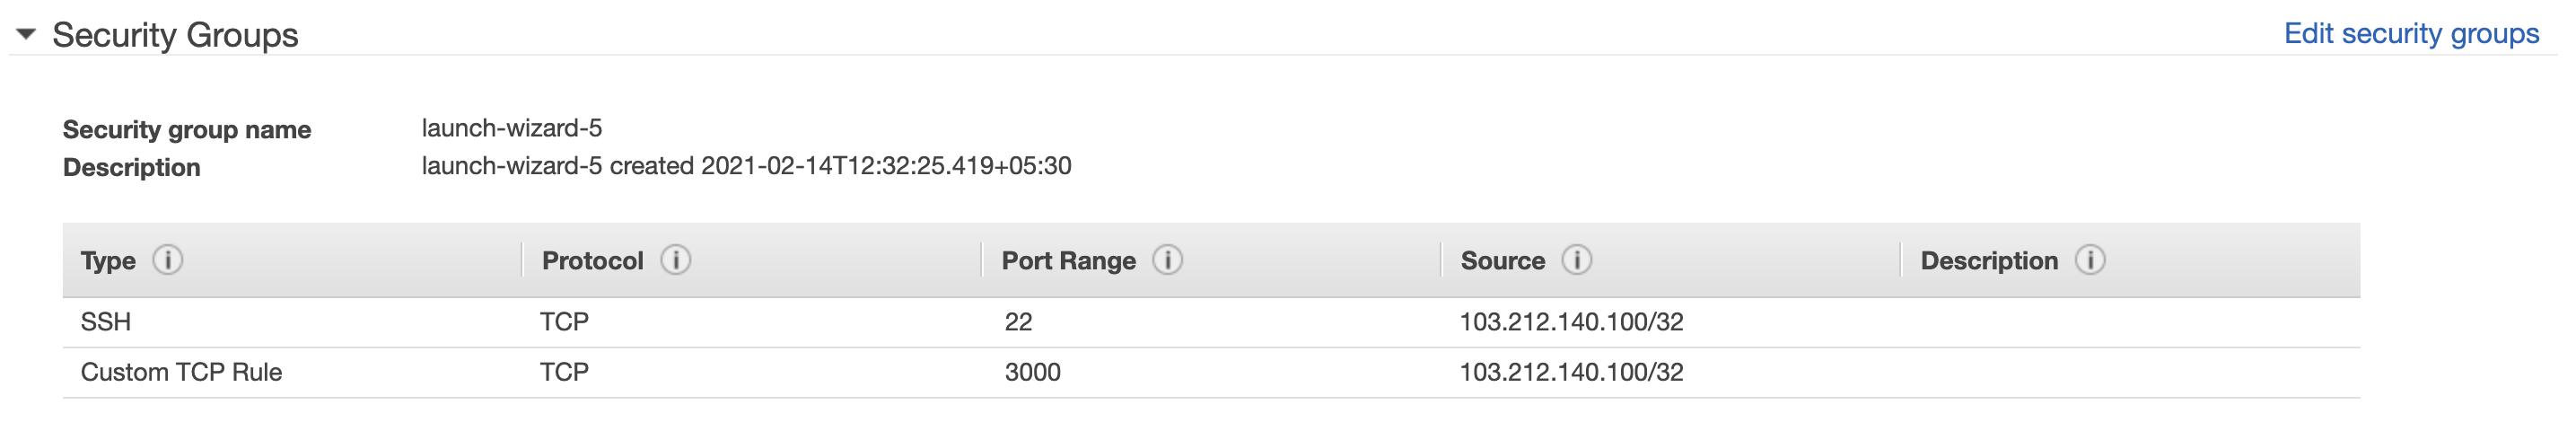 Security Groups Edit security groups
Security group name launch-wizard-5
Description launch-wizard-5 created 2021-02-14T12:32:25.419+05:30
Type i Protocol i Port Range i Source i Description i
SSH TCP 22 103.212.140.100/32
Custom TCP Rule TCP 3000 103.212.140.100/32